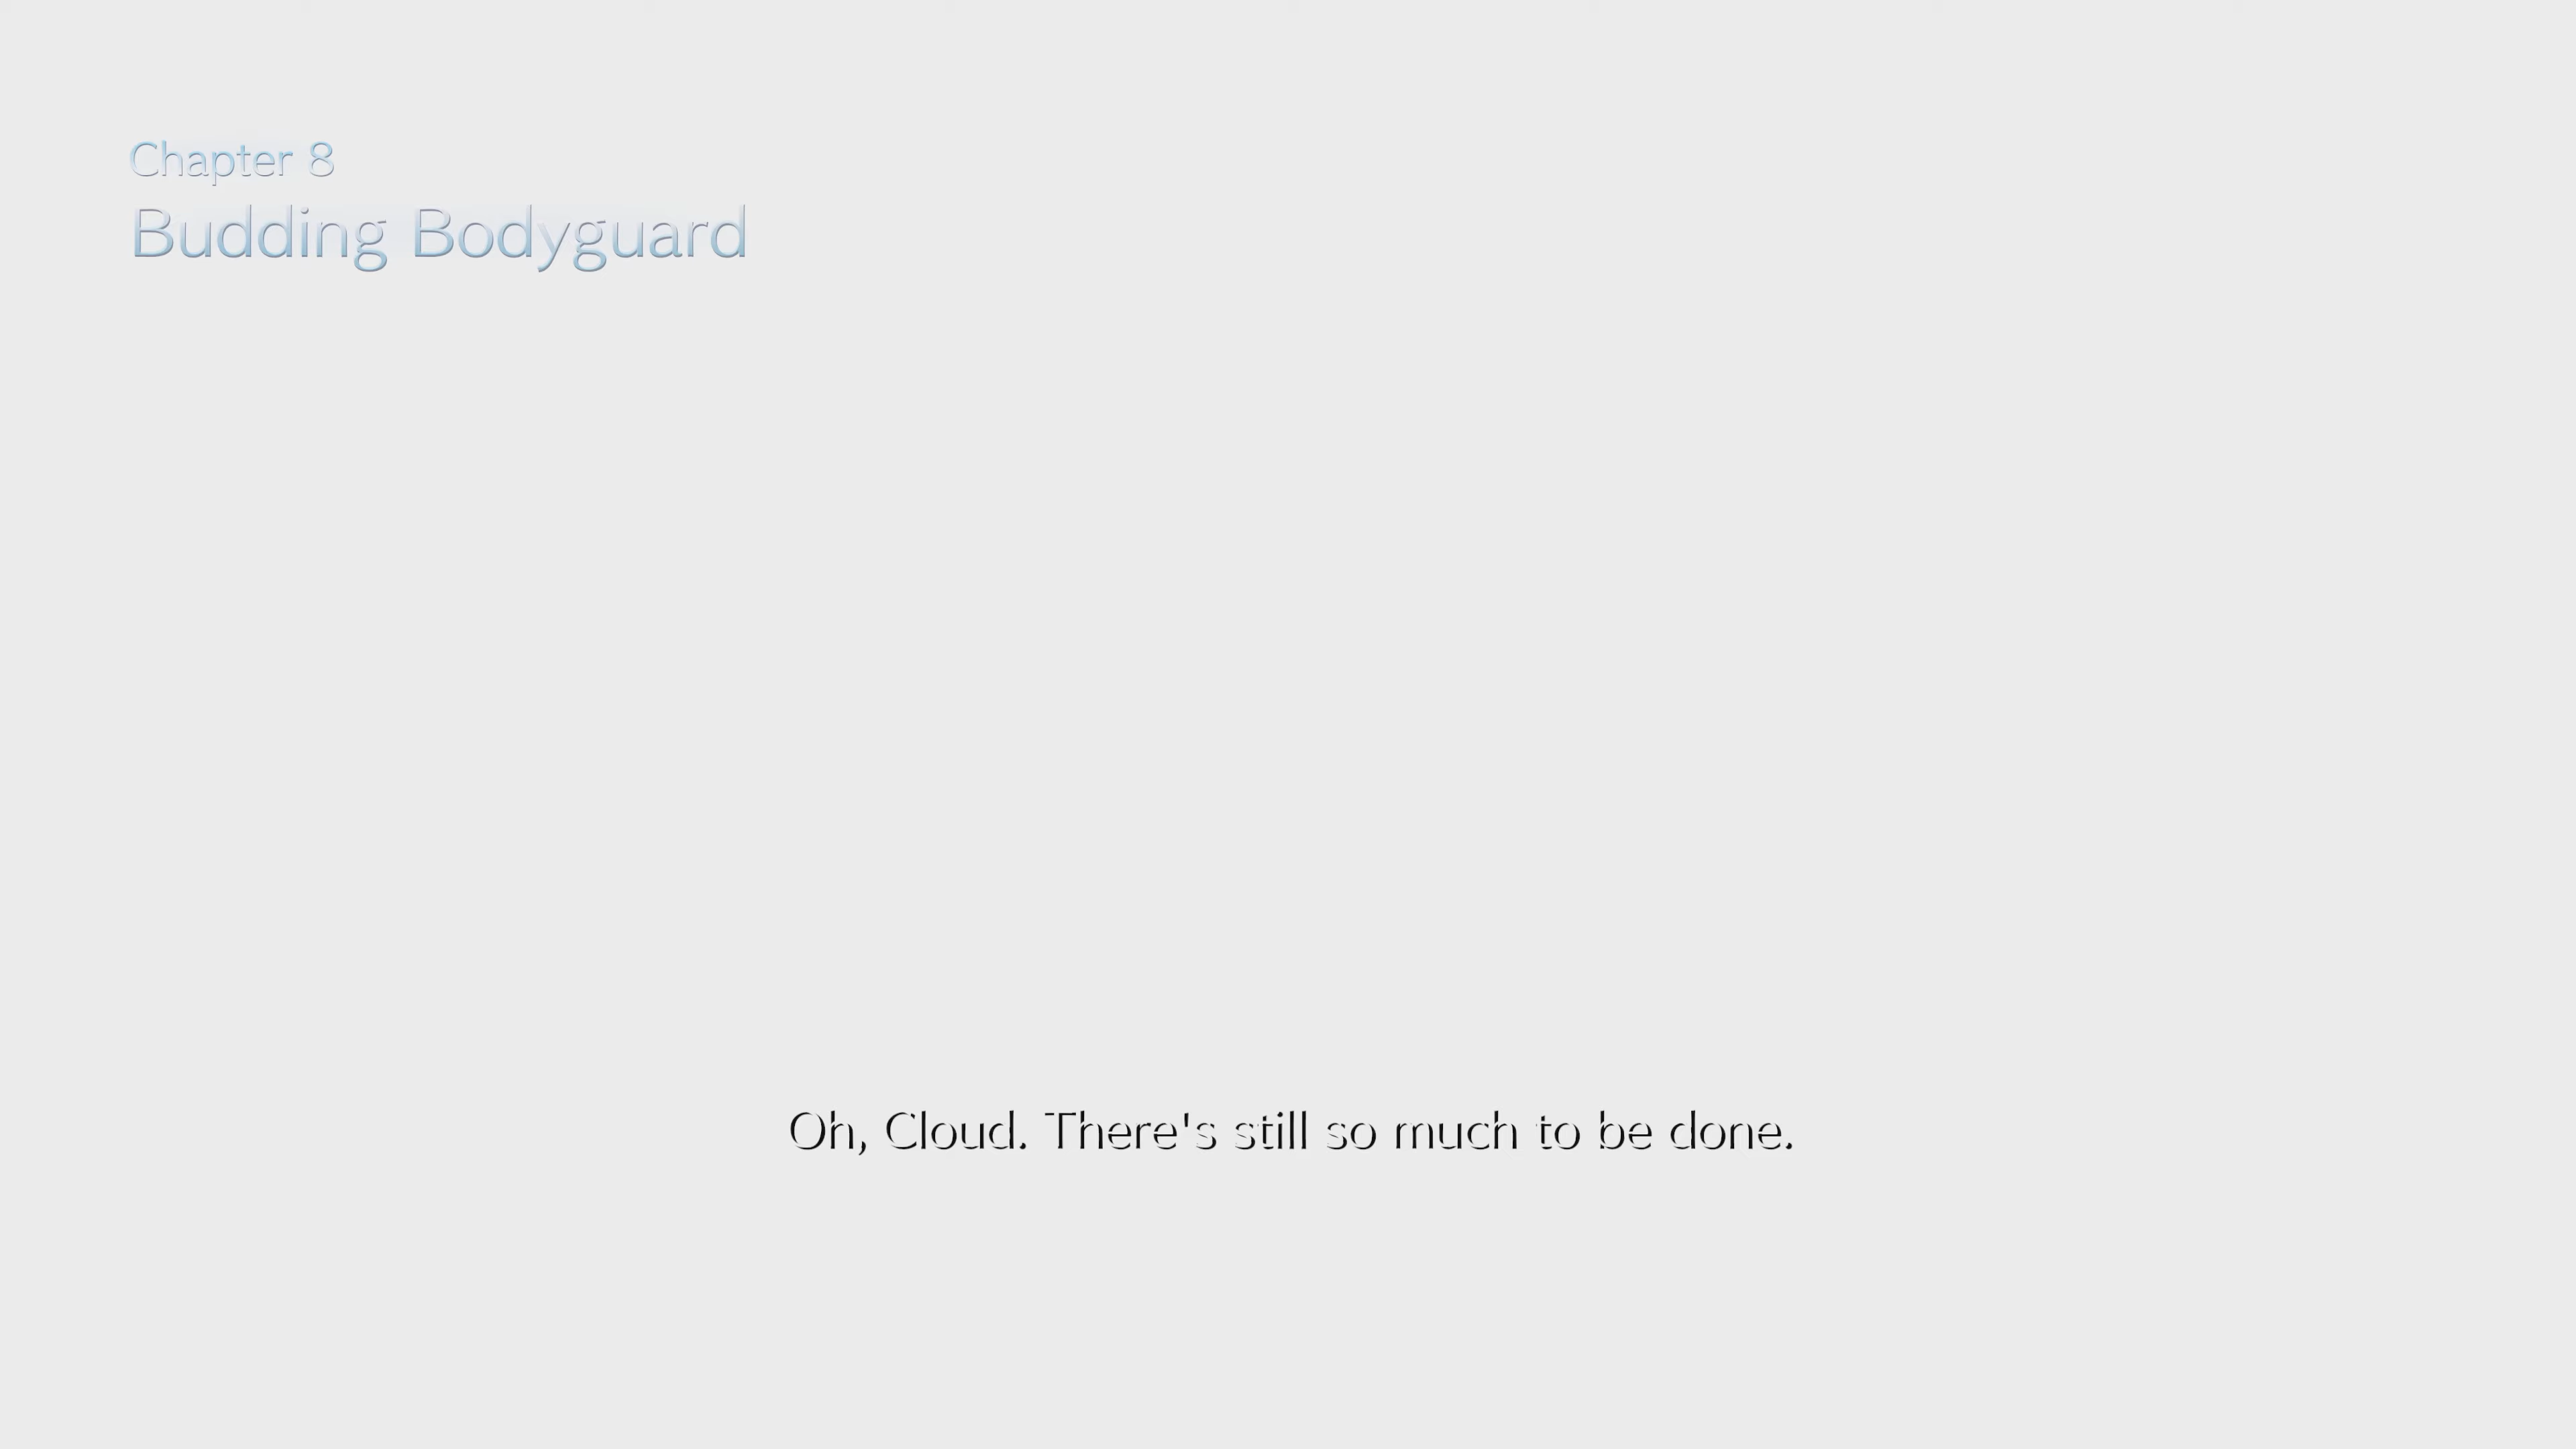 Chapter 8
Budding Bodyguard
Oh, Cloud. There's still so much to be done.